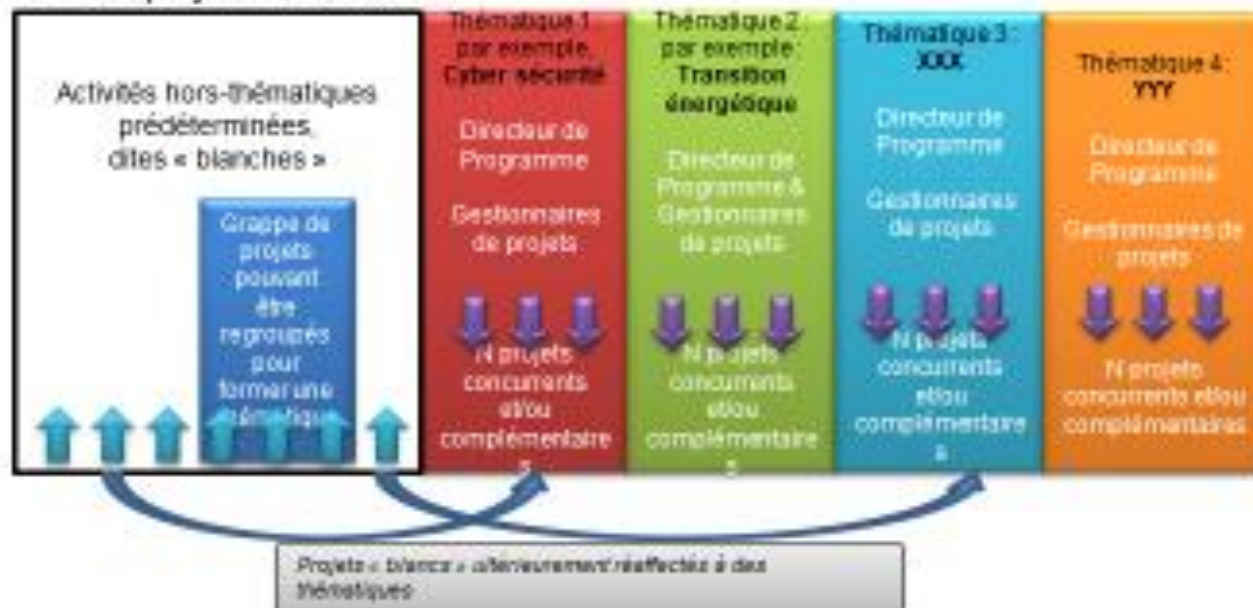 Activités hors-thématiques
prédéterminées,
dites « blanches »
Grappe de
projets
pouvant
être
regroupés
pour
former une
thématique
Thématique 1
par exemple,
Cyber sécurité
Directeur de
Programme
Gestionnaires
de projets
N projets
concurrents
et/ou
complémentaire
s
Thématique 2 :
par exemple :
Transition
énergétique
Directeur de
Programme &
Gestionnaires
de projets
N projets
concurrents
et/ou
complémentaire
s
Thématique 3 :
XXX
Directeur de
Programme
Gestionnaires
de projets
N projets
concurrents
et/ou
complémentaire
s
Thématique 4 :
YYY
Directeur de
Programme
Gestionnaires de
projets
N projets
concurrents et/ou
complémentaires
Projets « blancs » ultérieurement réaffectés à des
thématiques